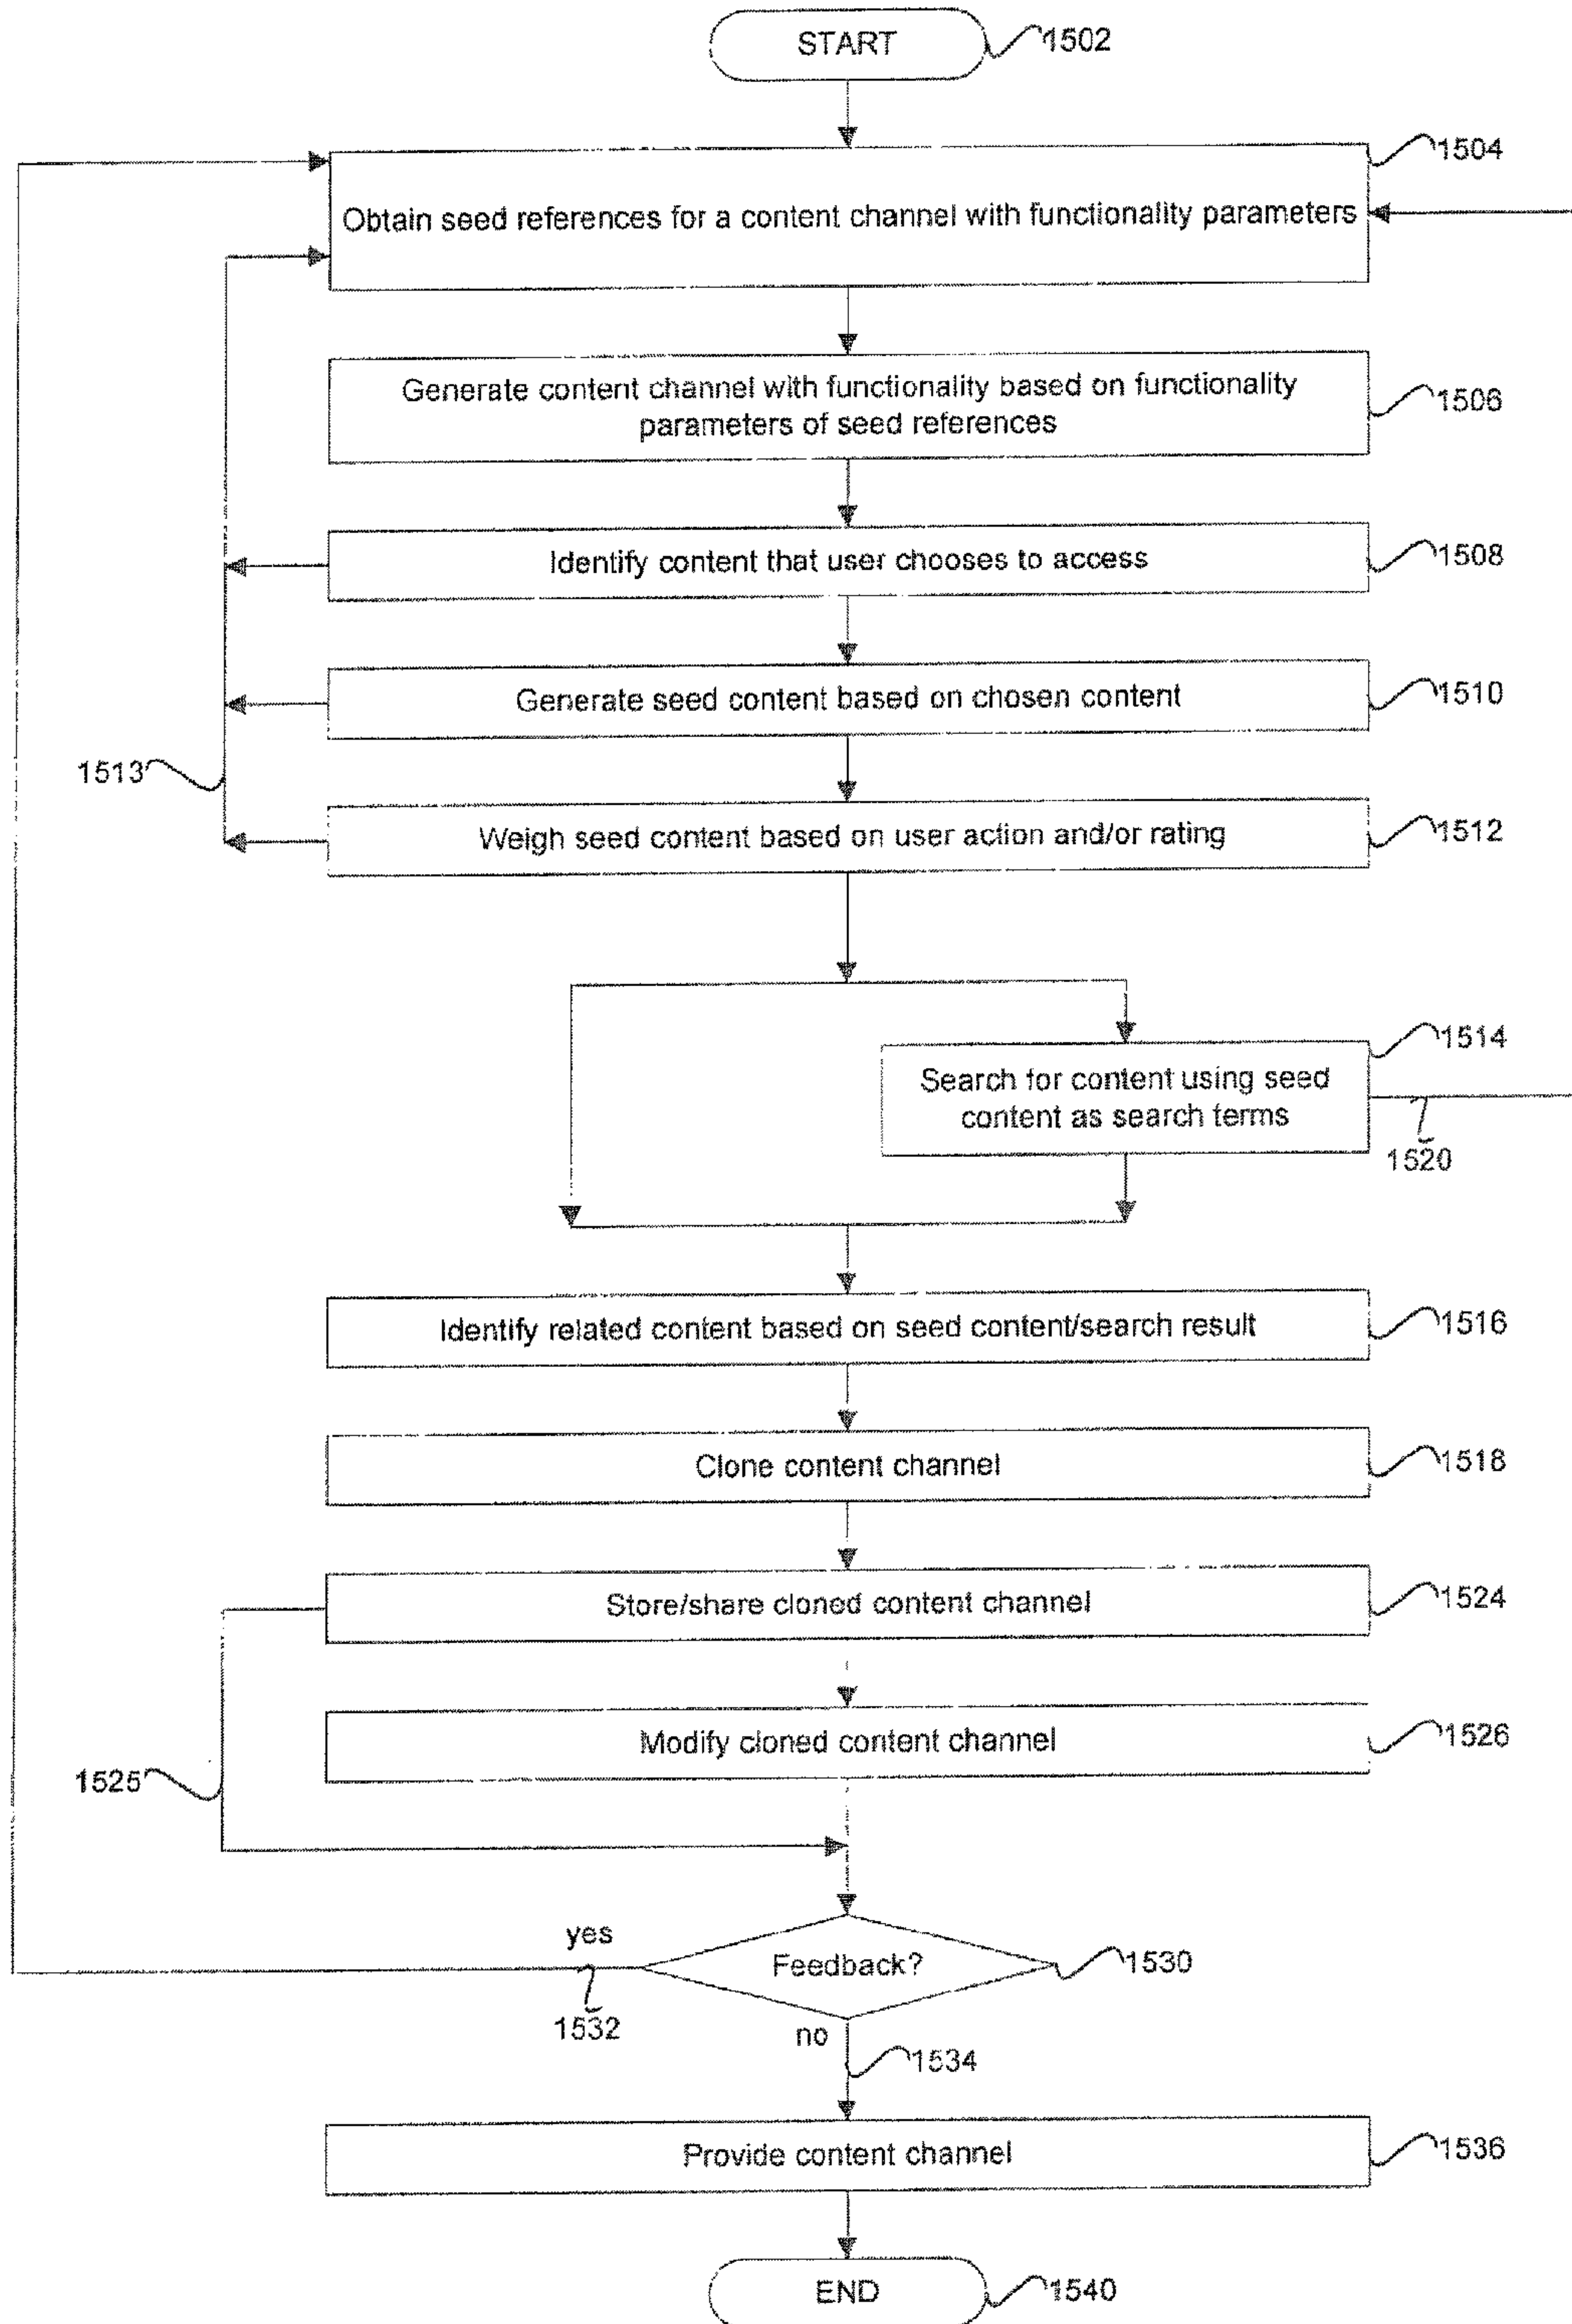 START
1502
1504
Obtain seed references for a content channel with functionality parameters
Generate content channel with functionality based on functionality
parameters of seed references
1506
Identify content that user chooses to access
1508
Generate seed content based on chosen content
1510
1513
Weigh seed content based on user action and/or rating
1512
1514
Search for content using seed
content as search terms
1520
Identify related content based on seed content/search result
1516
Clone content channel
1518
Store/share cloned content channel
1524
Modify cloned content channel
1526
1525
yes
Feedback?
1530
1532
no
1534
Provide content channel
1536
END
1540